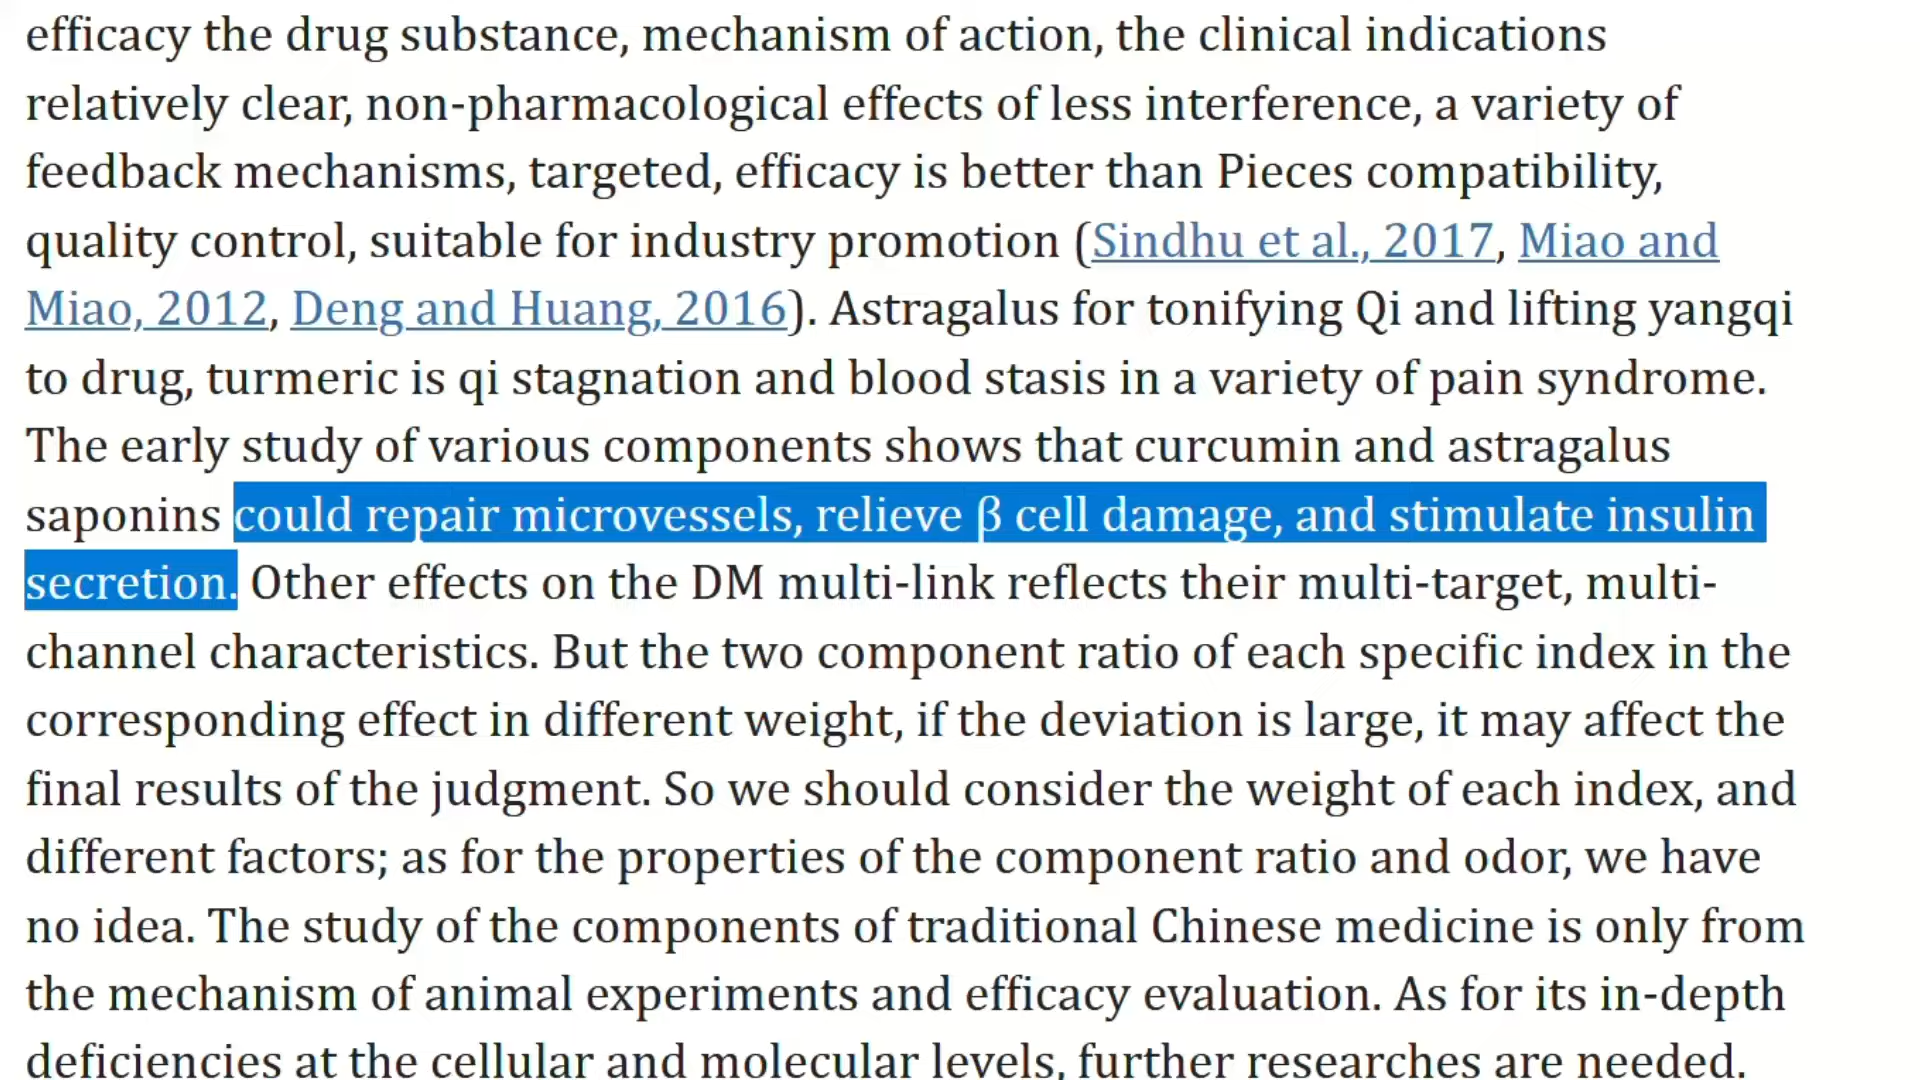 efficacy the drug substance, mechanism of action, the clinical indications
relatively clear, non-pharmacological effects of less interference, a variety of
feedback mechanisms, targeted, efficacy is better than Pieces compatibility,
quality control, suitable for industry promotion (Sindhu et al., 2017, Miao and
Miao, 2012, Deng and Huang, 2016). Astragalus for tonifying Qi and lifting yangqi
to drug, turmeric is qi stagnation and blood stasis in a variety of pain syndrome.
The early study of various components shows that curcumin and astragalus
saponins could repair microvessels, relieve β cell damage, and stimulate insulin
secretion. Other effects on the DM multi-link reflects their multi-target, multi-
channel characteristics. But the two component ratio of each specific index in the
corresponding effect in different weight, if the deviation is large, it may affect the
final results of the judgment. So we should consider the weight of each index, and
different factors; as for the properties of the component ratio and odor, we have
no idea. The study of the components of traditional Chinese medicine is only from
the mechanism of animal experiments and efficacy evaluation. As for its in-depth
deficiencies at the cellular and molecular levels, further researches are needed.